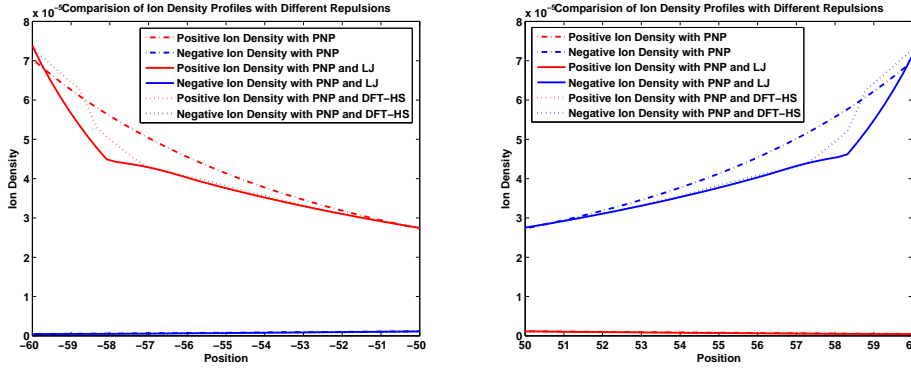 x 10⁻⁵ Comparision of Ion Density Profiles with Different Repulsions
8
7
6
5
4
3
2
1
0
Ion Density
Positive Ion Density with PNP
Negative Ion Density with PNP
Positive Ion Density with PNP and LJ
Negative Ion Density with PNP and LJ
Positive Ion Density with PNP and DFT-HS
Negative Ion Density with PNP and DFT-HS
-60 -59 -58 -57 -56 -55 -54 -53 -52 -51 -50
Position
x 10⁻⁵ Comparision of Ion Density Profiles with Different Repulsions
8
7
6
5
4
3
2
1
0
Ion Density
Positive Ion Density with PNP
Negative Ion Density with PNP
Positive Ion Density with PNP and LJ
Negative Ion Density with PNP and LJ
Positive Ion Density with PNP and DFT-HS
Negative Ion Density with PNP and DFT-HS
50 51 52 53 54 55 56 57 58 59
Position